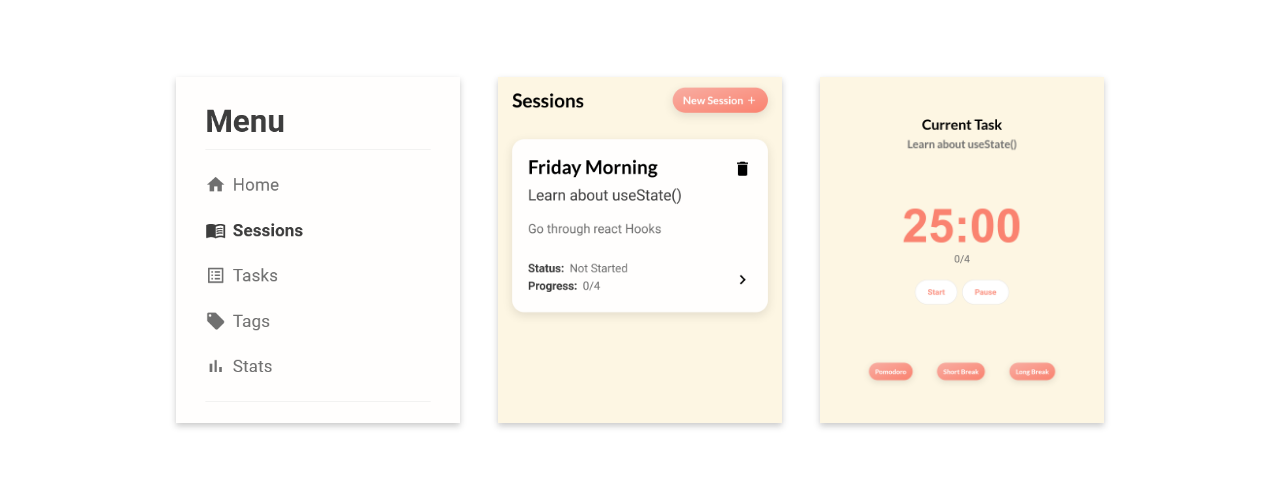 Menu
Home
Sessions
Tasks
Tags
Stats
Sessions
New Session +
Friday Morning
Learn about useState()
Go through react Hooks
Status: Not Started
Progress: 0/4
Current Task
Learn about useState()
25:00
0/4
Start
Pause
Pomodoro
Short Break
Long Break